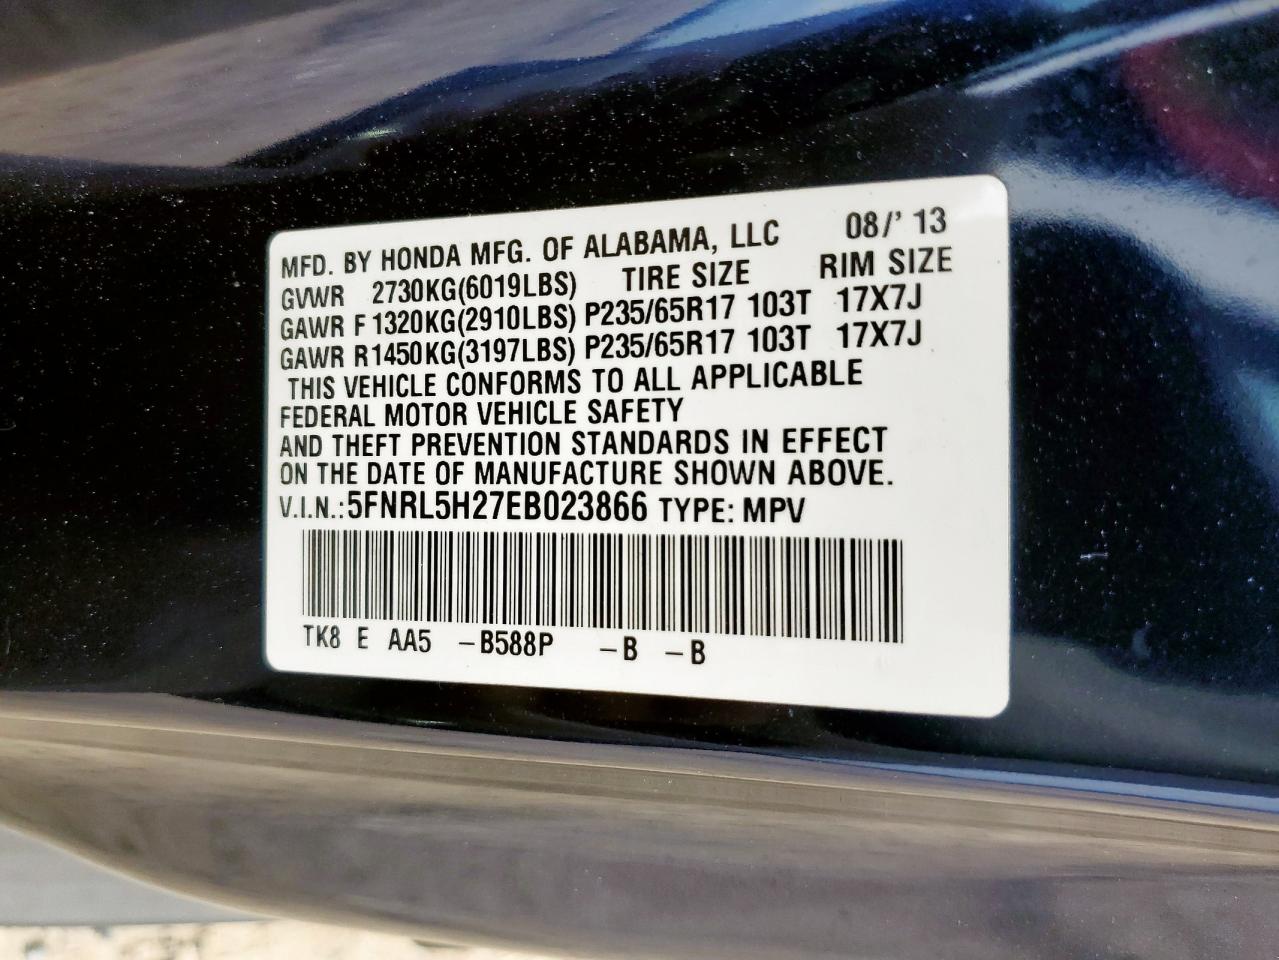 MFD. BY HONDA MFG. OF ALABAMA, LLC 08/' 13
GVWR 2730KG(6019LBS) TIRE SIZE RIM SIZE
GAWR F 1320KG(2910LBS) P235/65R17 103T 17X7J
GAWR R1450KG(3197LBS) P235/65R17 103T 17X7J
THIS VEHICLE CONFORMS TO ALL APPLICABLE
FEDERAL MOTOR VEHICLE SAFETY
AND THEFT PREVENTION STANDARDS IN EFFECT
ON THE DATE OF MANUFACTURE SHOWN ABOVE.
V.I.N.: 5FNRL5H27EB023866 TYPE: MPV
TK8 E AA5 –B588P –B –B